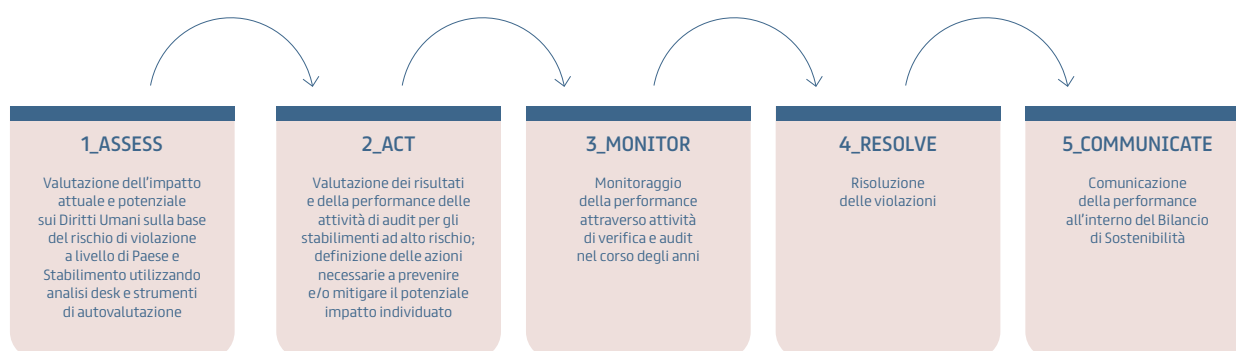 1_ASSESS
Valutazione dell'impatto
attuale e potenziale
sui Diritti Umani sulla base
del rischio di violazione
a livello di Paese e
Stabilimento utilizzando
analisi desk e strumenti
di autovalutazione
2_ACT
Valutazione dei risultati
e della performance delle
attività di audit per gli
stabilimenti ad alto rischio;
definizione delle azioni
necessarie a prevenire
e/o mitigare il potenziale
impatto individuato
3_MONITOR
Monitoraggio
della performance
attraverso attività
di verifica e audit
nel corso degli anni
4_RESOLVE
Risoluzione
delle violazioni
5_COMMUNICATE
Comunicazione
della performance
all'interno del Bilancio
di Sostenibilità